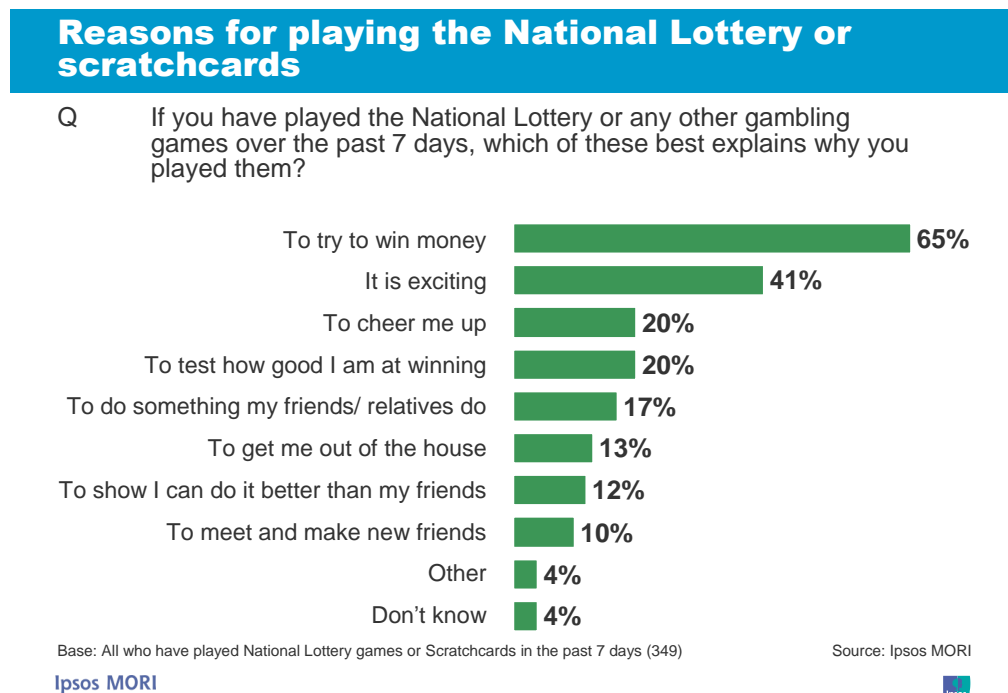 Reasons for playing the National Lottery or
scratchcards
Q If you have played the National Lottery or any other gambling
games over the past 7 days, which of these best explains why you
played them?
To try to win money 65%
It is exciting 41%
To cheer me up 20%
To test how good I am at winning 20%
To do something my friends/ relatives do 17%
To get me out of the house 13%
To show I can do it better than my friends 12%
To meet and make new friends 10%
Other 4%
Don’t know 4%
Base: All who have played National Lottery games or Scratchcards in the past 7 days (349) Source: Ipsos MORI
Ipsos MORI